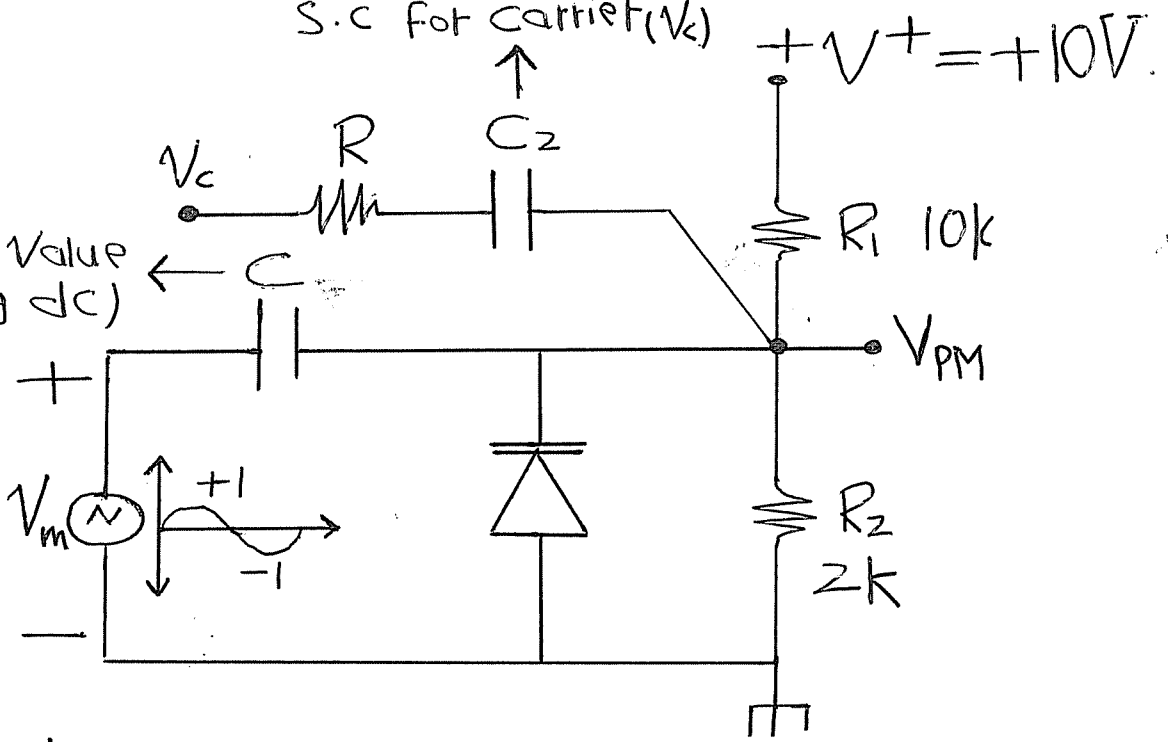 S.C For Carrier(Vc)
+V+ = +10V.
C2
R
Vc
R1 10k
Value
C
dC)
+
VPM
Vm
+1
-1
R2
2k
-